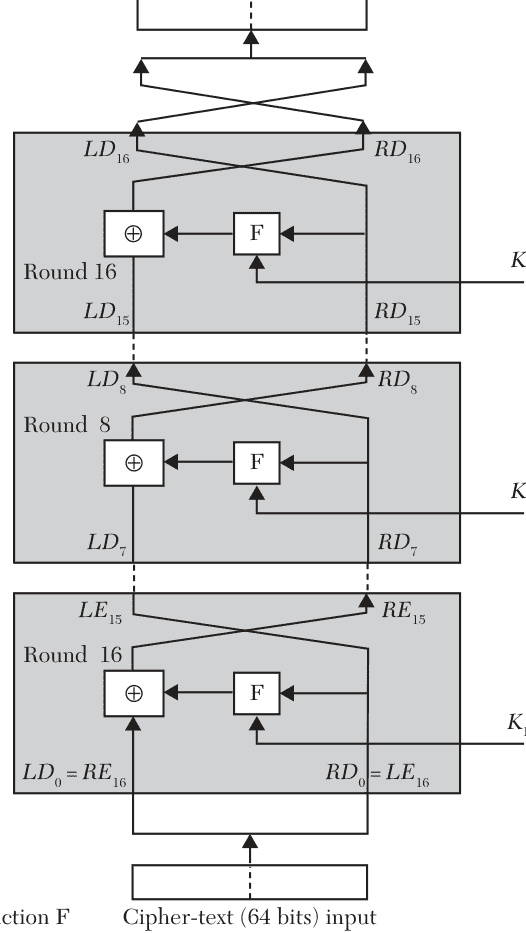 LD16 RD16
⊕ F
K
Round 16
LD15 RD15
LD8 RD8
Round 8
⊕ F
K
LD7 RD7
LE15 RE15
Round 16
⊕ F
K
LD0 = RE16 RD0 = LE16
ction F Cipher-text (64 bits) input